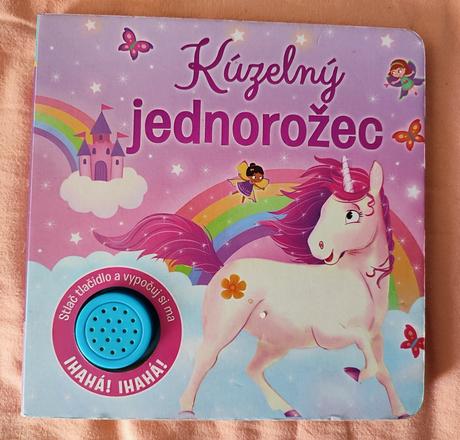 Kúzelný
jednorožec
Stlač tlačidlo a vypočuj si ma
IHAHÁ! IHAHÁ!